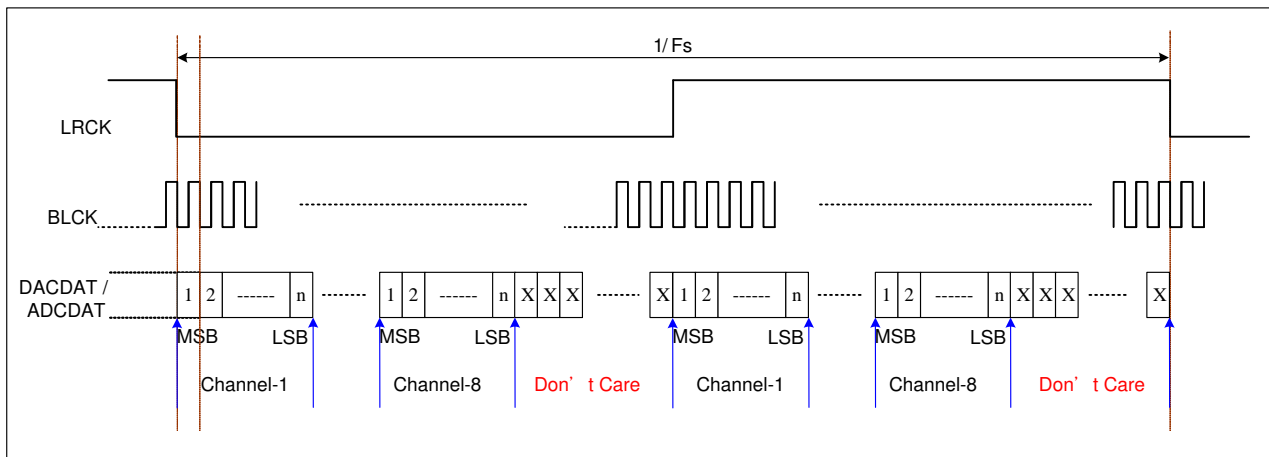 1/ Fs
LRCK
BLCK
DACDAT /
ADCDAT
1 2 ------ n 1 2 ------ n X X X X 1 2 ------ n 1 2 ------ n X X X X
MSB LSB MSB LSB MSB LSB MSB LSB
Channel-1 Channel-8 Don’t Care Channel-1 Channel-8 Don’t Care